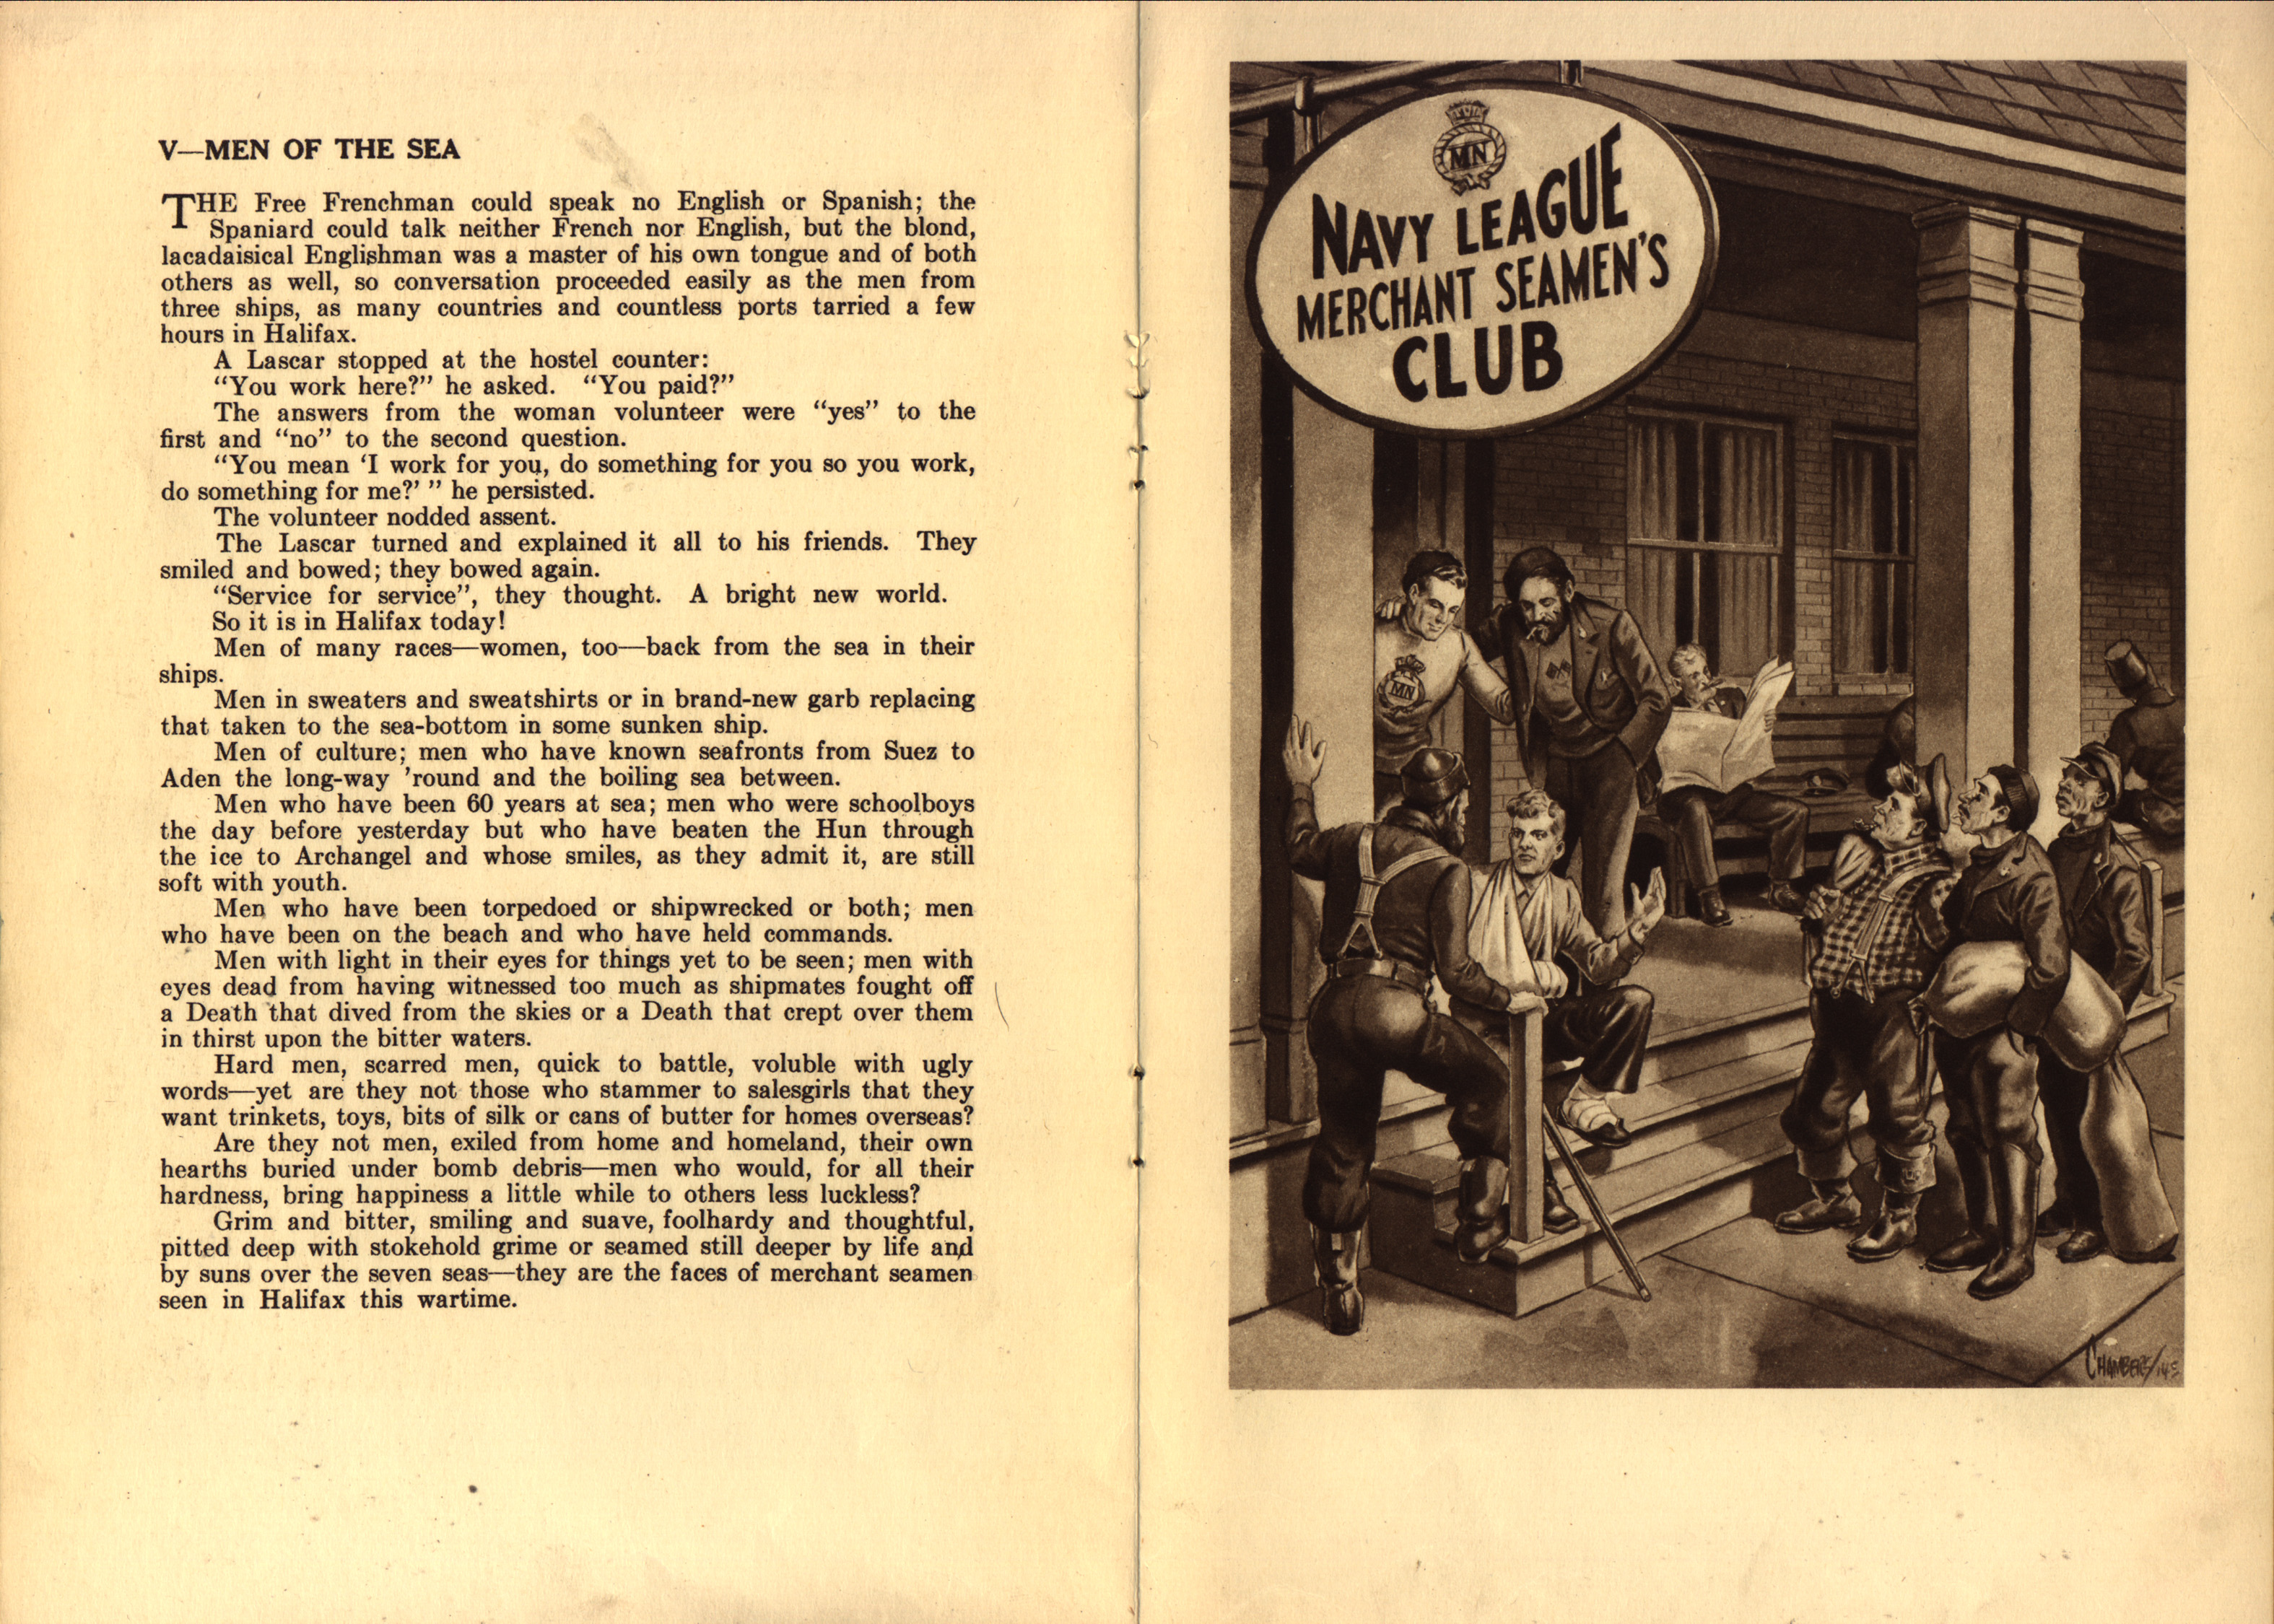 V—MEN OF THE SEA
THE Free Frenchman could speak no English or Spanish; the
Spaniard could talk neither French nor English, but the blond,
lacadaisical Englishman was a master of his own tongue and of both
others as well, so conversation proceeded easily as the men from
three ships, as many countries and countless ports tarried a few
hours in Halifax.
A Lascar stopped at the hostel counter:
“You work here?” he asked. “You paid?”
The answers from the woman volunteer were “yes” to the
first and “no” to the second question.
“You mean ‘I work for you, do something for you so you work,
do something for me?’ ” he persisted.
The volunteer nodded assent.
The Lascar turned and explained it all to his friends. They
smiled and bowed; they bowed again.
“Service for service”, they thought. A bright new world.
So it is in Halifax today!
Men of many races—women, too—back from the sea in their
ships.
Men in sweaters and sweatshirts or in brand-new garb replacing
that taken to the sea-bottom in some sunken ship.
Men of culture; men who have known seafronts from Suez to
Aden the long-way ’round and the boiling sea between.
Men who have been 60 years at sea; men who were schoolboys
the day before yesterday but who have beaten the Hun through
the ice to Archangel and whose smiles, as they admit it, are still
soft with youth.
Men who have been torpedoed or shipwrecked or both; men
who have been on the beach and who have held commands.
Men with light in their eyes for things yet to be seen; men with
eyes dead from having witnessed too much as shipmates fought off
a Death that dived from the skies or a Death that crept over them
in thirst upon the bitter waters.
Hard men, scarred men, quick to battle, voluble with ugly
words—yet are they not those who stammer to salesgirls that they
want trinkets, toys, bits of silk or cans of butter for homes overseas?
Are they not men, exiled from home and homeland, their own
hearths buried under bomb debris—men who would, for all their
hardness, bring happiness a little while to others less luckless?
Grim and bitter, smiling and suave, foolhardy and thoughtful,
pitted deep with stokehold grime or seamed still deeper by life and
by suns over the seven seas—they are the faces of merchant seamen
seen in Halifax this wartime.
MN
NAVY LEAGUE
MERCHANT SEAMEN'S
CLUB
MN
CHAMBERS